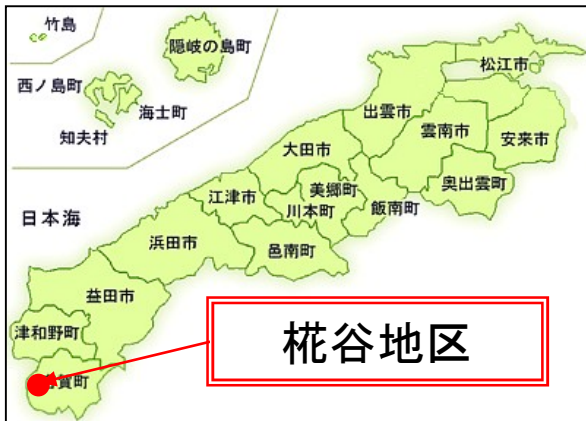 竹島
隠岐の島町
西ノ島町
海士町
知夫村
松江市
出雲市
雲南市
安来市
大田市
奥出雲町
美郷町
飯南町
江津市
川本町
日本海
邑南町
浜田市
益田市
津和野町
賀町
椛谷地区